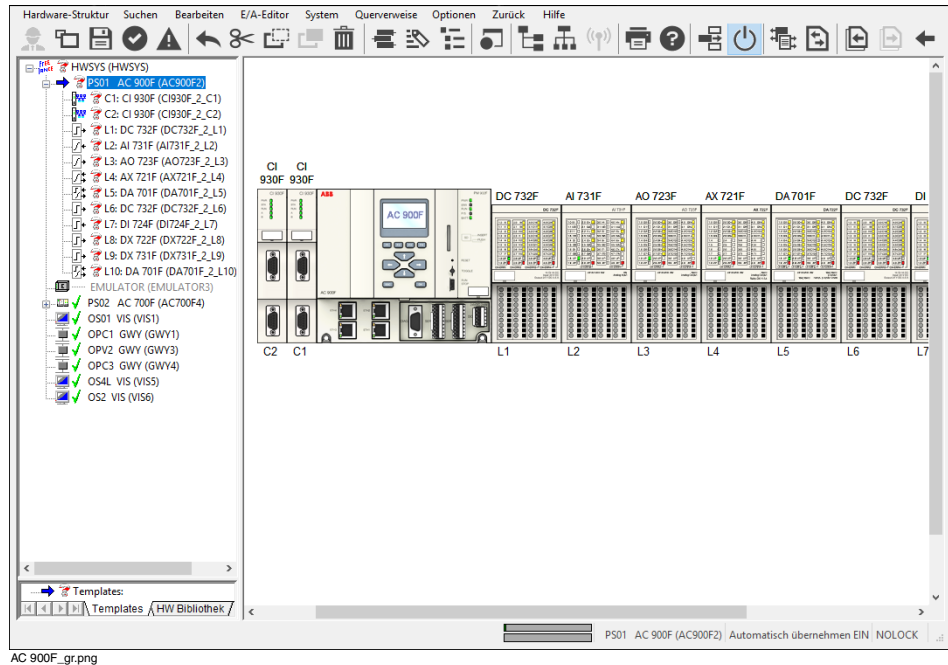 Hardware-Struktur Suchen Bearbeiten E/A-Editor System Querverweise Optionen Zurück Hilfe
HWSYS (HWSYS)
PS01 AC 900F (AC900F2)
C1: CI 930F (CI930F_2_C1)
C2: CI 930F (CI930F_2_C2)
L1: DC 732F (DC732F_2_L1)
L2: AI 731F (AI731F_2_L2)
L3: AO 723F (AO723F_2_L3)
L4: AX 721F (AX721F_2_L4)
L5: DA 701F (DA701F_2_L5)
L6: DC 732F (DC732F_2_L6)
L7: DI 724F (DI724F_2_L7)
L8: DX 722F (DX722F_2_L8)
L9: DX 731F (DX731F_2_L9)
L10: DA 701F (DA701F_2_L10)
EMULATOR (EMULATOR3)
PS02 AC 700F (AC700F4)
OS01 VIS (VIS1)
OPC1 GWY (GWY1)
OPV2 GWY (GWY3)
OPC3 GWY (GWY4)
OS4L VIS (VIS5)
OS2 VIS (VIS6)
Templates:
Templates HW Bibliothek
CI 930F CI 930F
ABB
AC 900F
DC 732F AI 731F AO 723F AX 721F DA 701F DC 732F DI
C2 C1 L1 L2 L3 L4 L5 L6 L7
PS01 AC 900F (AC900F2) Automatisch übernehmen EIN NOLOCK
AC 900F_gr.png